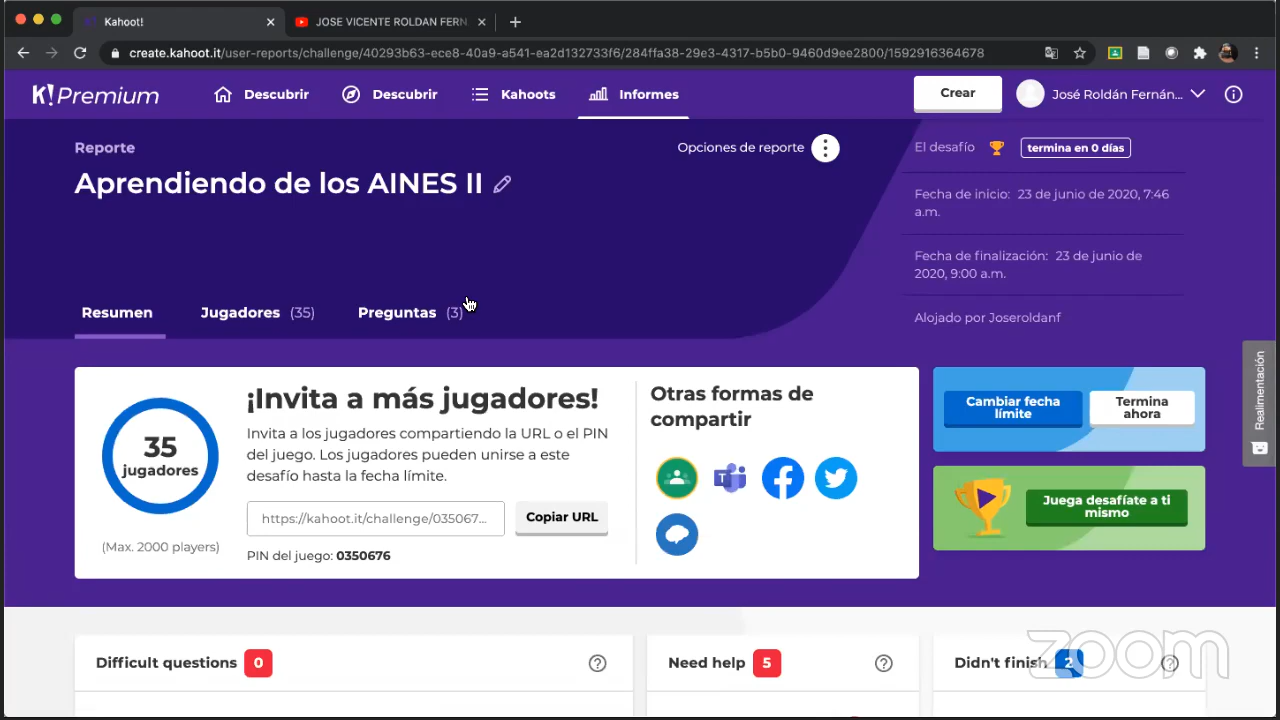 Kahoot!
JOSE VICENTE ROLDAN FERN
create.kahoot.it/user-reports/challenge/40293b63-ece8-40a9-a541-ea2d132733f6/284ffa38-29e3-4317-b5b0-9460d9ee2800/1592916364678
K! Premium
Descubrir
Descubrir
Kahoots
Informes
Crear
José Roldán Fernán...
Reporte
Opciones de reporte
Aprendiendo de los AINES II
El desafío
termina en 0 días
Fecha de inicio: 23 de junio de 2020, 7:46
a.m.
Fecha de finalización: 23 de junio de
2020, 9:00 a.m.
Alojado por Joseroldanf
Resumen
Jugadores (35)
Preguntas (3)
Realimentación
35
jugadores
(Max. 2000 players)
¡Invita a más jugadores!
Invita a los jugadores compartiendo la URL o el PIN
del juego. Los jugadores pueden unirse a este
desafío hasta la fecha límite.
https://kahoot.it/challenge/035067...
Copiar URL
PIN del juego: 0350676
Otras formas de
compartir
Cambiar fecha
límite
Termina
ahora
Juega desafíate a ti
mismo
Difficult questions 0
Need help 5
Didn't finish 2
zoom